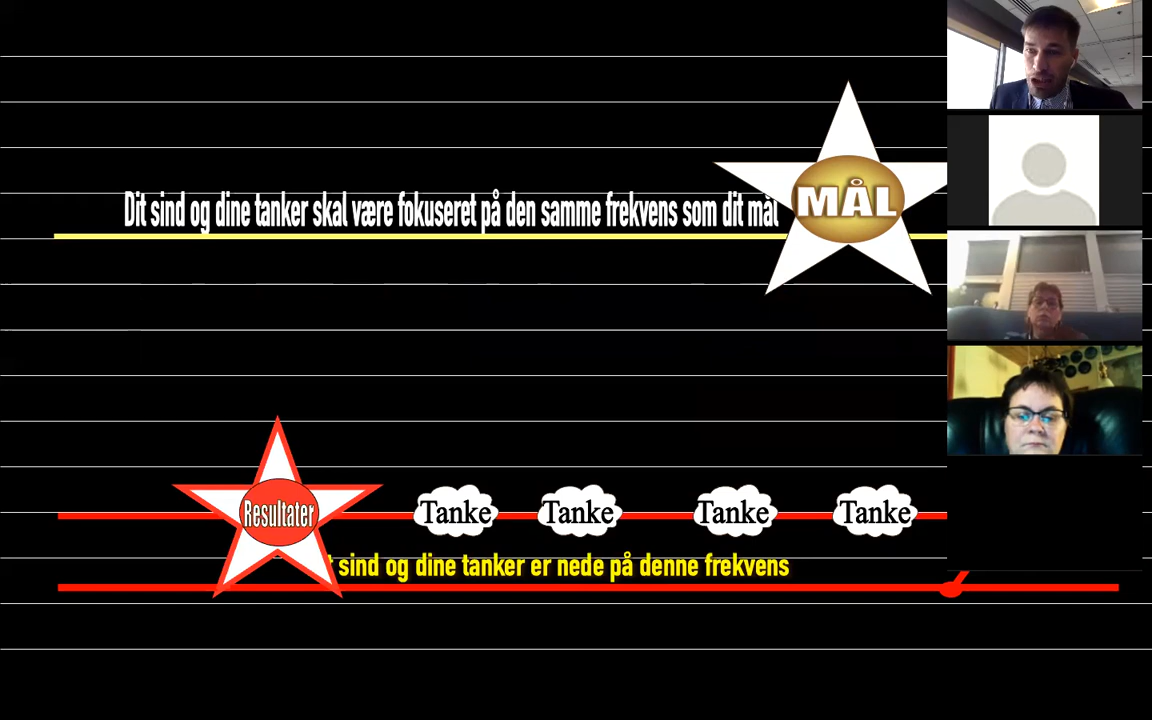 Dit sind og dine tanker skal være fokuseret på den samme frekvens som dit mål
MÅL
Resultater
Tanke Tanke Tanke Tanke
sind og dine tanker er nede på denne frekvens